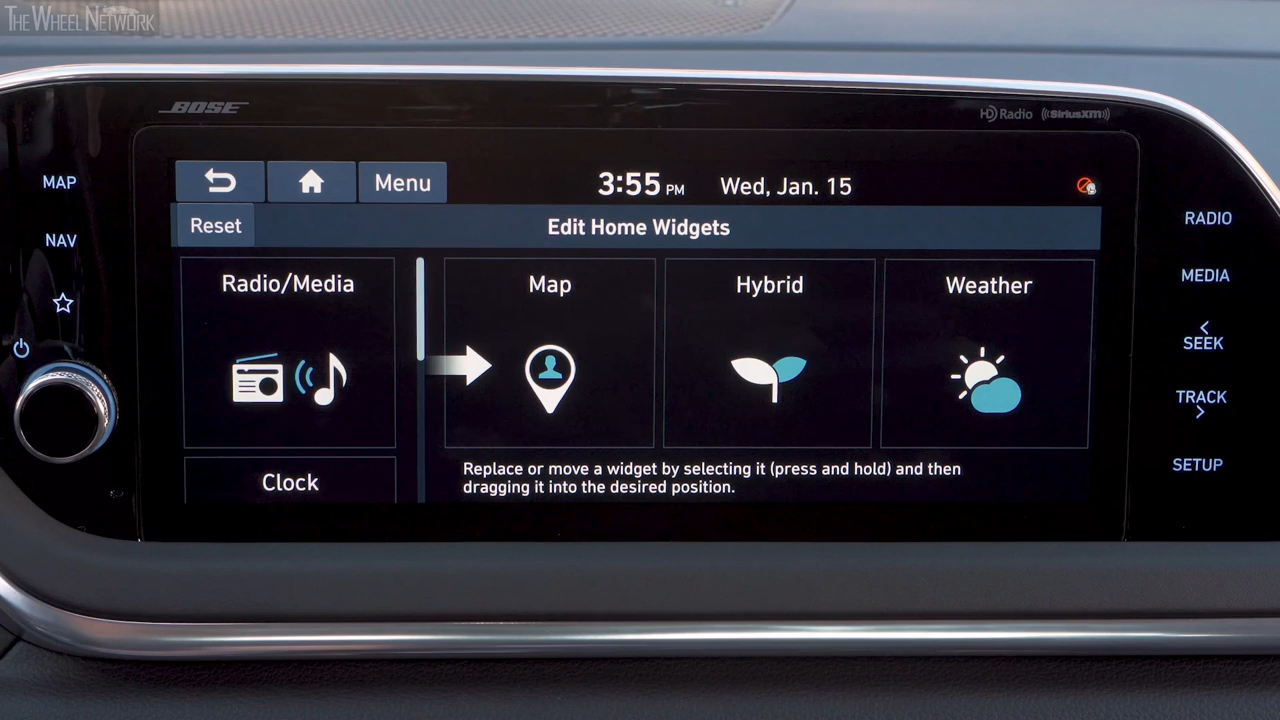 THE WHEEL NETWORK
BOSE
HD Radio ((SiriusXM))
MAP
NAV
Menu
3:55 PM
Wed, Jan. 15
Reset
Edit Home Widgets
Radio/Media
Map
Hybrid
Weather
Clock
Replace or move a widget by selecting it (press and hold) and then
dragging it into the desired position.
RADIO
MEDIA
<
SEEK
TRACK
>
SETUP